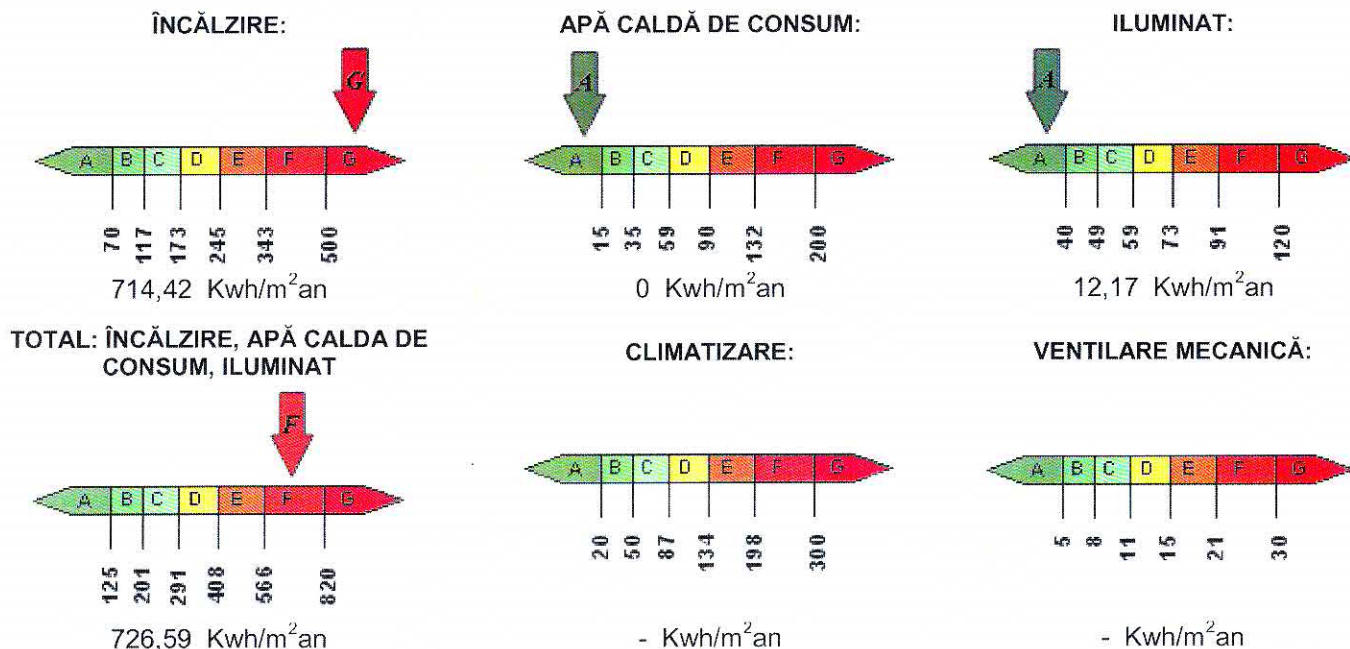 ÎNCĂLZIRE:
G
A B C D E F G
70 117 173 245 343 500
714,42 Kwh/m²an
APĂ CALDĂ DE CONSUM:
A
A B C D E F G
15 35 59 90 132 200
0 Kwh/m²an
ILUMINAT:
A
A B C D E F G
40 49 59 73 91 120
12,17 Kwh/m²an
TOTAL: ÎNCĂLZIRE, APĂ CALDA DE
CONSUM, ILUMINAT
F
A B C D E F G
125 201 291 408 566 820
726,59 Kwh/m²an
CLIMATIZARE:
A B C D E F G
20 50 87 134 198 300
- Kwh/m²an
VENTILARE MECANICĂ:
A B C D E F G
5 8 11 15 21 30
- Kwh/m²an